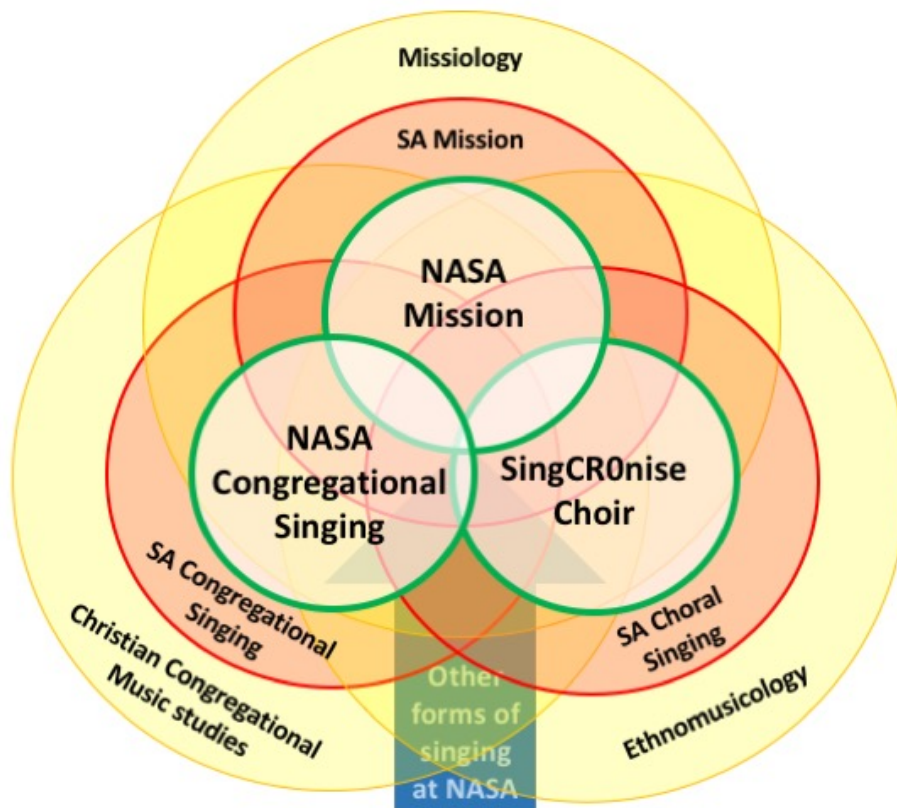 Missiology
SA Mission
NASA
Mission
NASA
Congregational
Singing
SingCR0nise
Choir
SA Congregational
Singing
SA Choral
Singing
Christian Congregational
Music studies
Ethnomusicology
Other
forms of
singing
at NASA